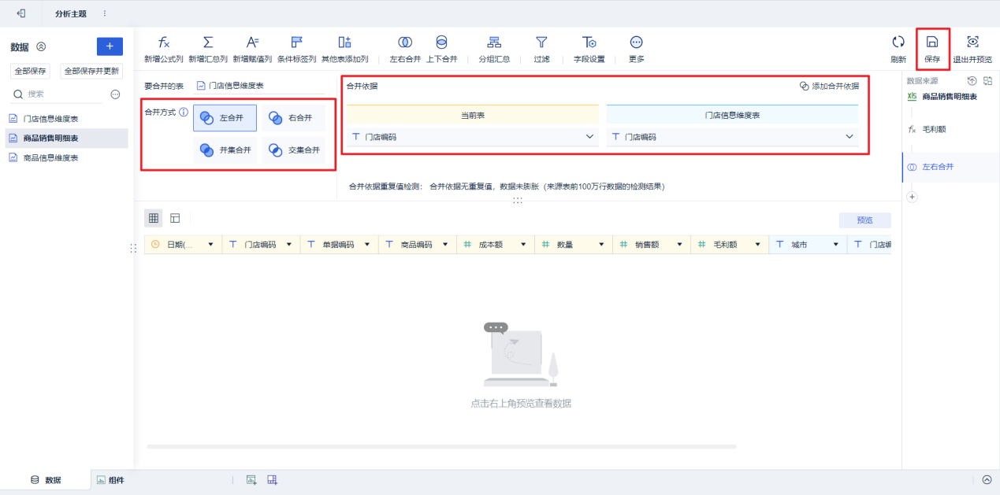 分析主题
数据
+
全部保存
全部保存并更新
搜索
门店信息维度表
商品销售明细表
商品信息维度表
新增公式列 新增汇总列 新增赋值列 条件标签列 其他表添加列 左右合并 上下合并 分组汇总 过滤 字段设置 更多 刷新 保存 退出并预览
要合并的表 门店信息维度表
合并方式
左合并 右合并
并集合并 交集合并
合并依据 添加合并依据
当前表 门店信息维度表
T 门店编码 T 门店编码
合并依据重复值检测： 合并依据无重复值，数据未膨胀（来源表前100万行数据的检测结果）
预览
日期(... T 门店编码 T 单据编码 T 商品编码 # 成本额 # 数量 # 销售额 # 毛利额 T 城市 T 门店编
点击右上角预览查看数据
数据来源
XLS 商品销售明细表
fx 毛利额
左右合并
+
数据 组件